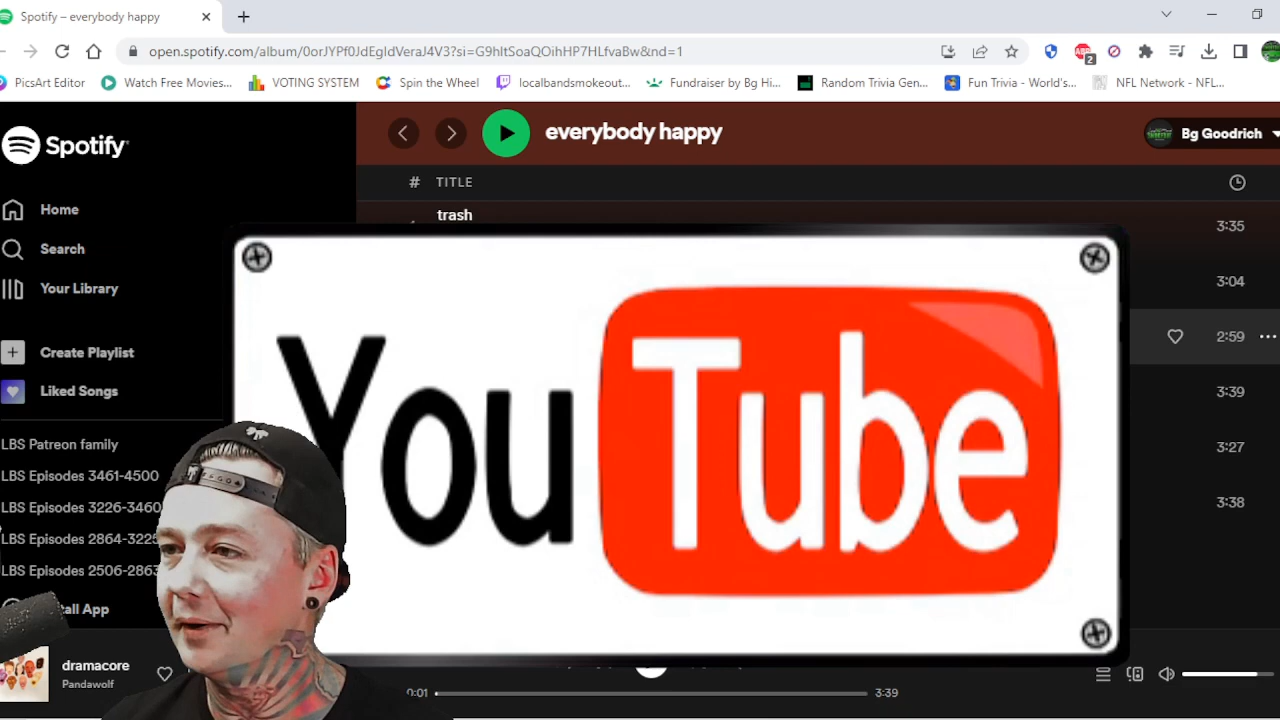 Spotify – everybody happy
open.spotify.com/album/0orJYPf0JdEqIdVeraJ4V3?si=G9hItSoaQOihHP7HLfvaBw&nd=1
2
PicsArt Editor
Watch Free Movies...
VOTING SYSTEM
Spin the Wheel
localbandsmokeout...
Fundraiser by Bg Hi...
Random Trivia Gen...
Fun Trivia - World's...
NFL Network - NFL...
Spotify
everybody happy
Bg Goodrich
# TITLE
Home
Search
Your Library
Create Playlist
Liked Songs
LBS Patreon family
LBS Episodes 3461-4500
LBS Episodes 3226-3460
LBS Episodes 2864-3225
LBS Episodes 2506-2863
App
trash
3:35
3:04
2:59
3:39
3:27
3:38
YouTube
dramacore
Pandawolf
0:01
3:39